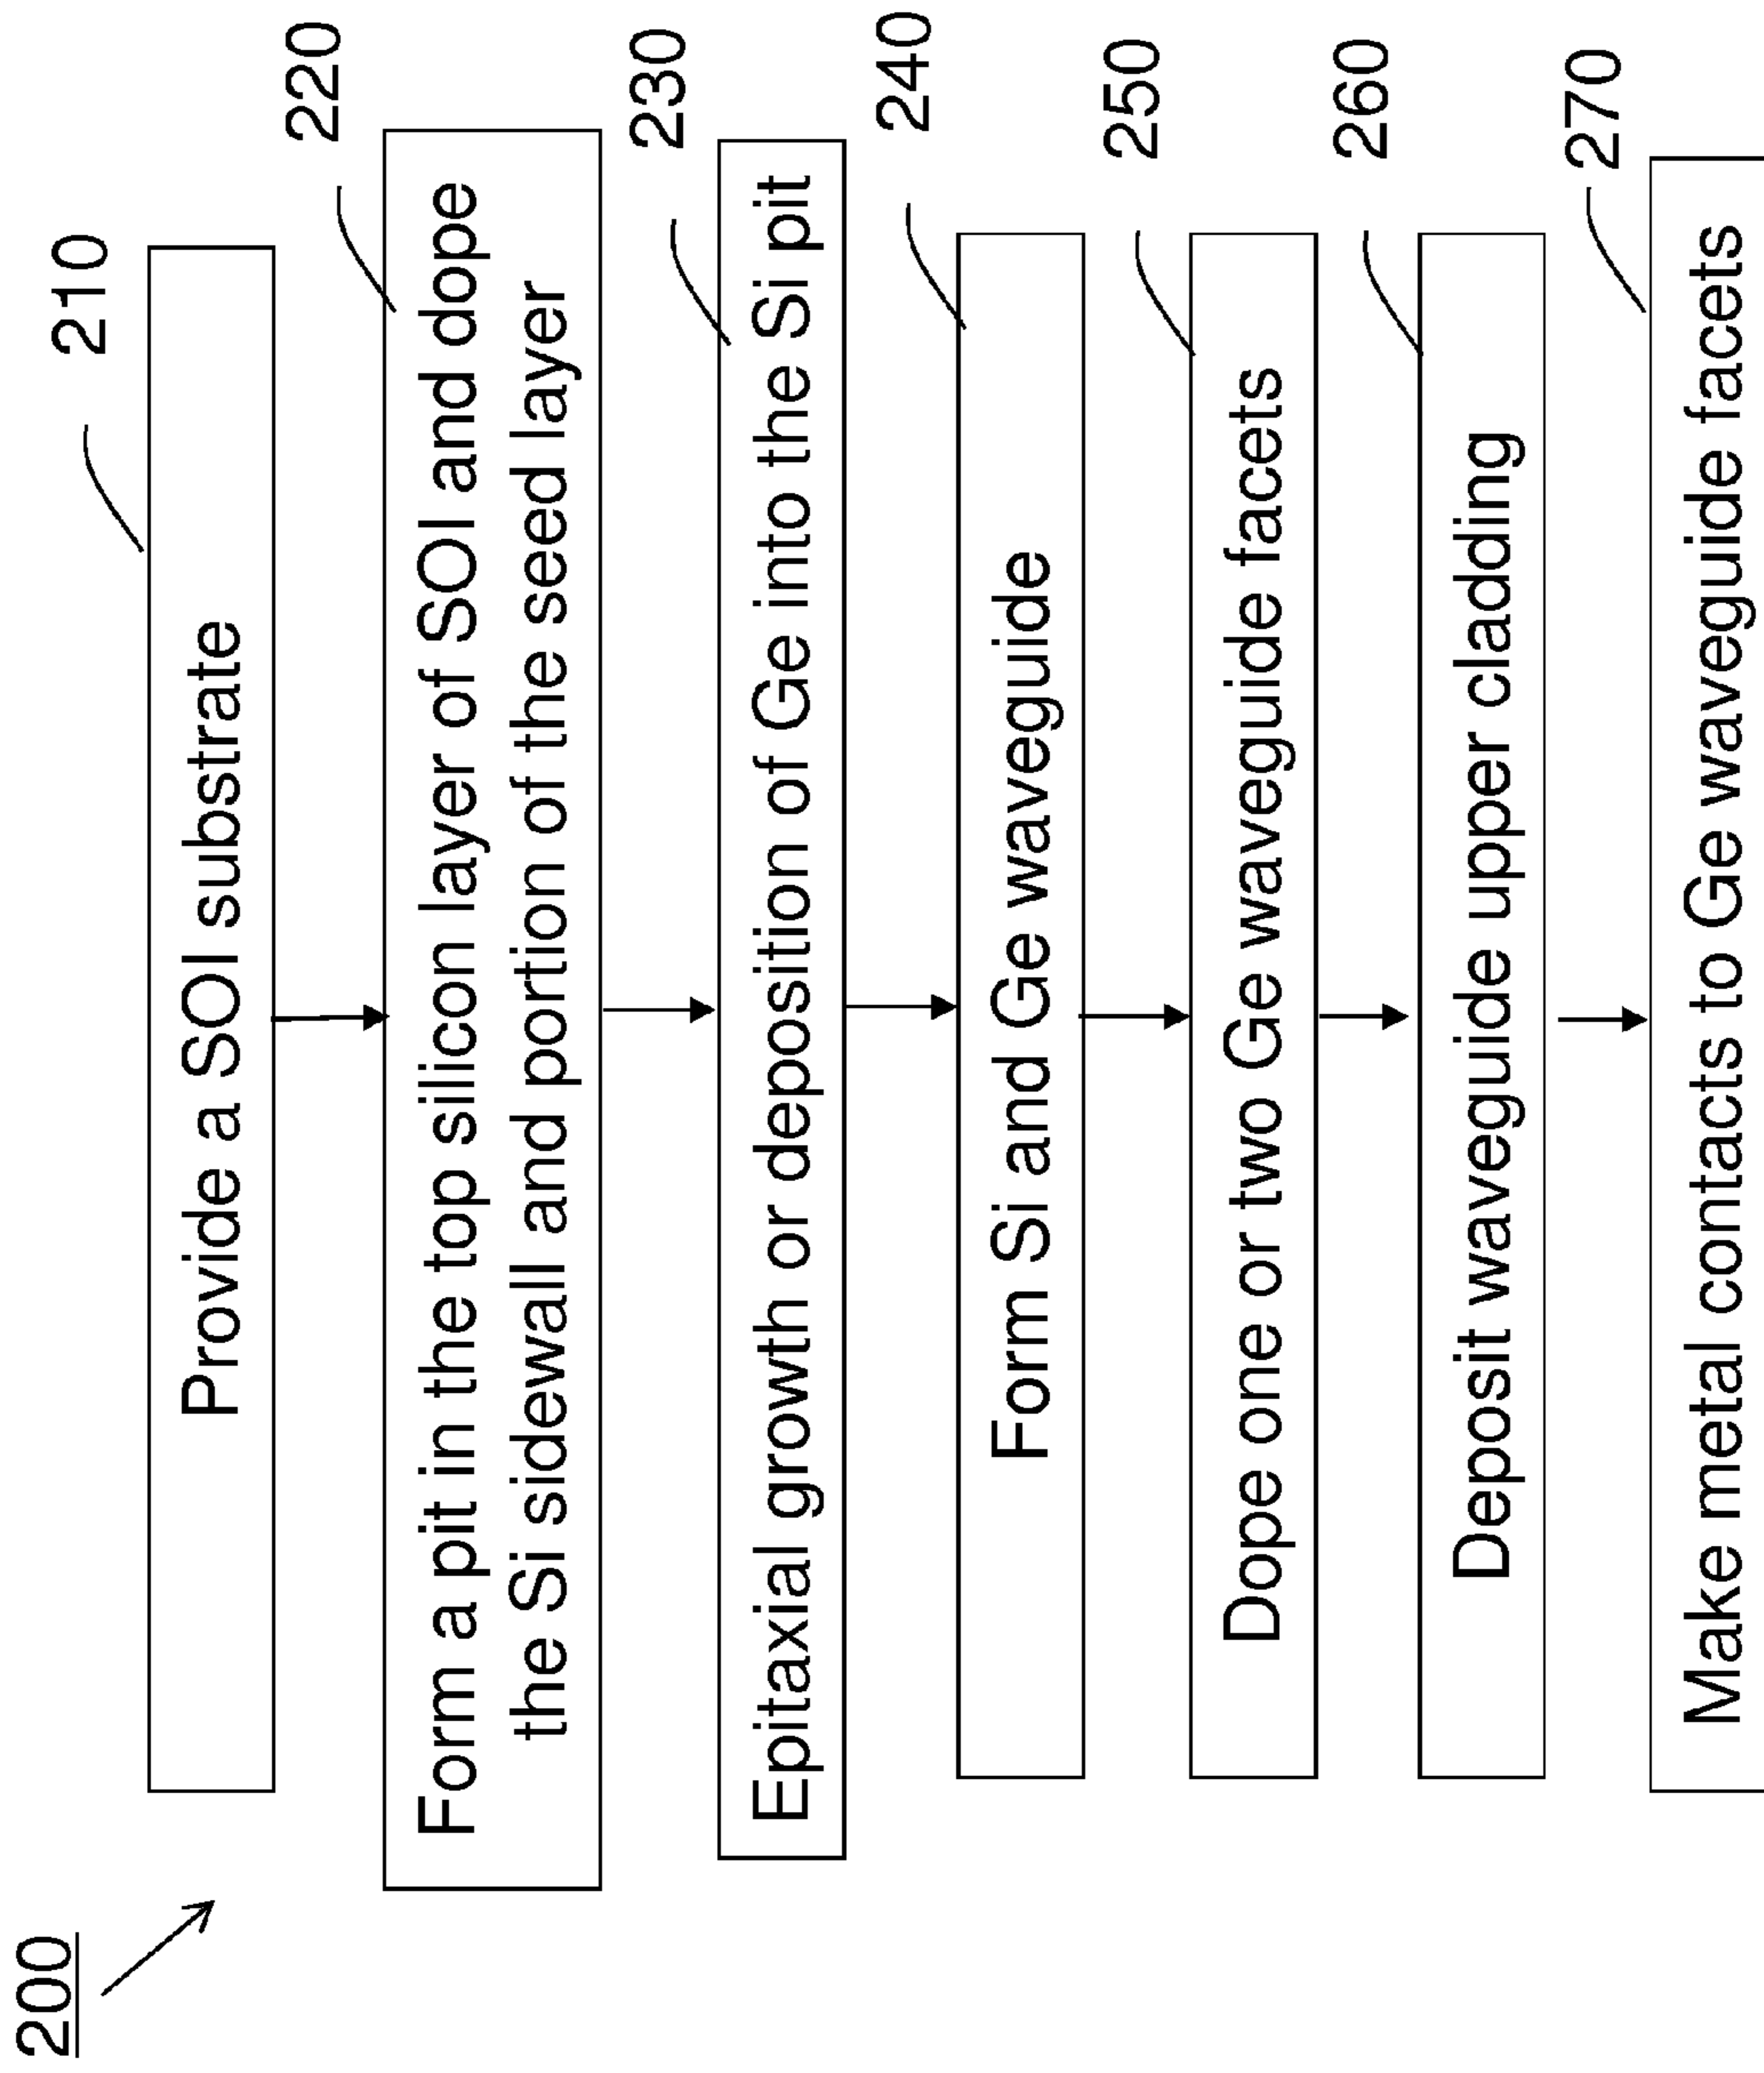 200
210
Provide a SOI substrate
220
Form a pit in the top silicon layer of SOI and dope
the Si sidewall and portion of the seed layer
230
Epitaxial growth or deposition of Ge into the Si pit
240
Form Si and Ge waveguide
250
Dope one or two Ge waveguide facets
260
Deposit waveguide upper cladding
270
Make metal contacts to Ge waveguide facets